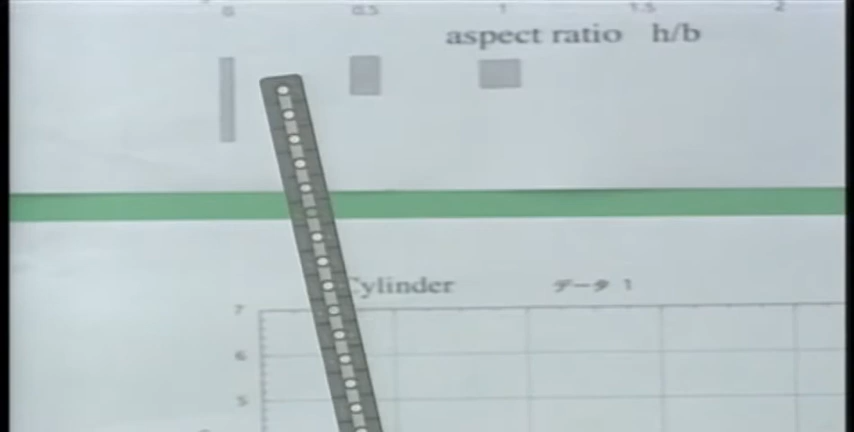 0 0.5 1 1.5 2
aspect ratio h/b
Cylinder データ 1
7
6
5